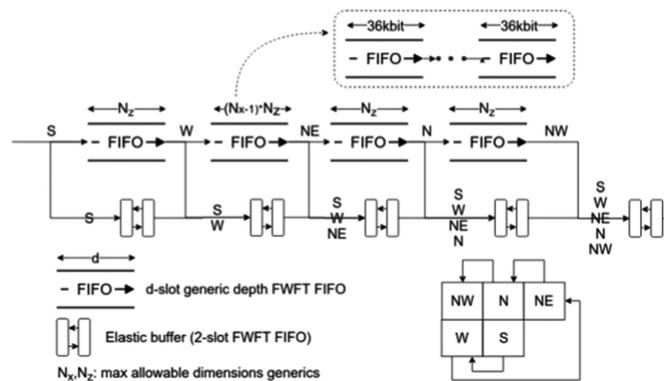 36kbit
36kbit
FIFO
FIFO
Nz
(Nx-1)*Nz
Nz
Nz
S
FIFO
W
FIFO
NE
FIFO
N
FIFO
NW
S
S
W
S
W
NE
S
W
NE
N
S
W
NE
N
NW
d
FIFO
d-slot generic depth FWFT FIFO
Elastic buffer (2-slot FWFT FIFO)
Nx,Nz: max allowable dimensions generics
NW N NE
W S